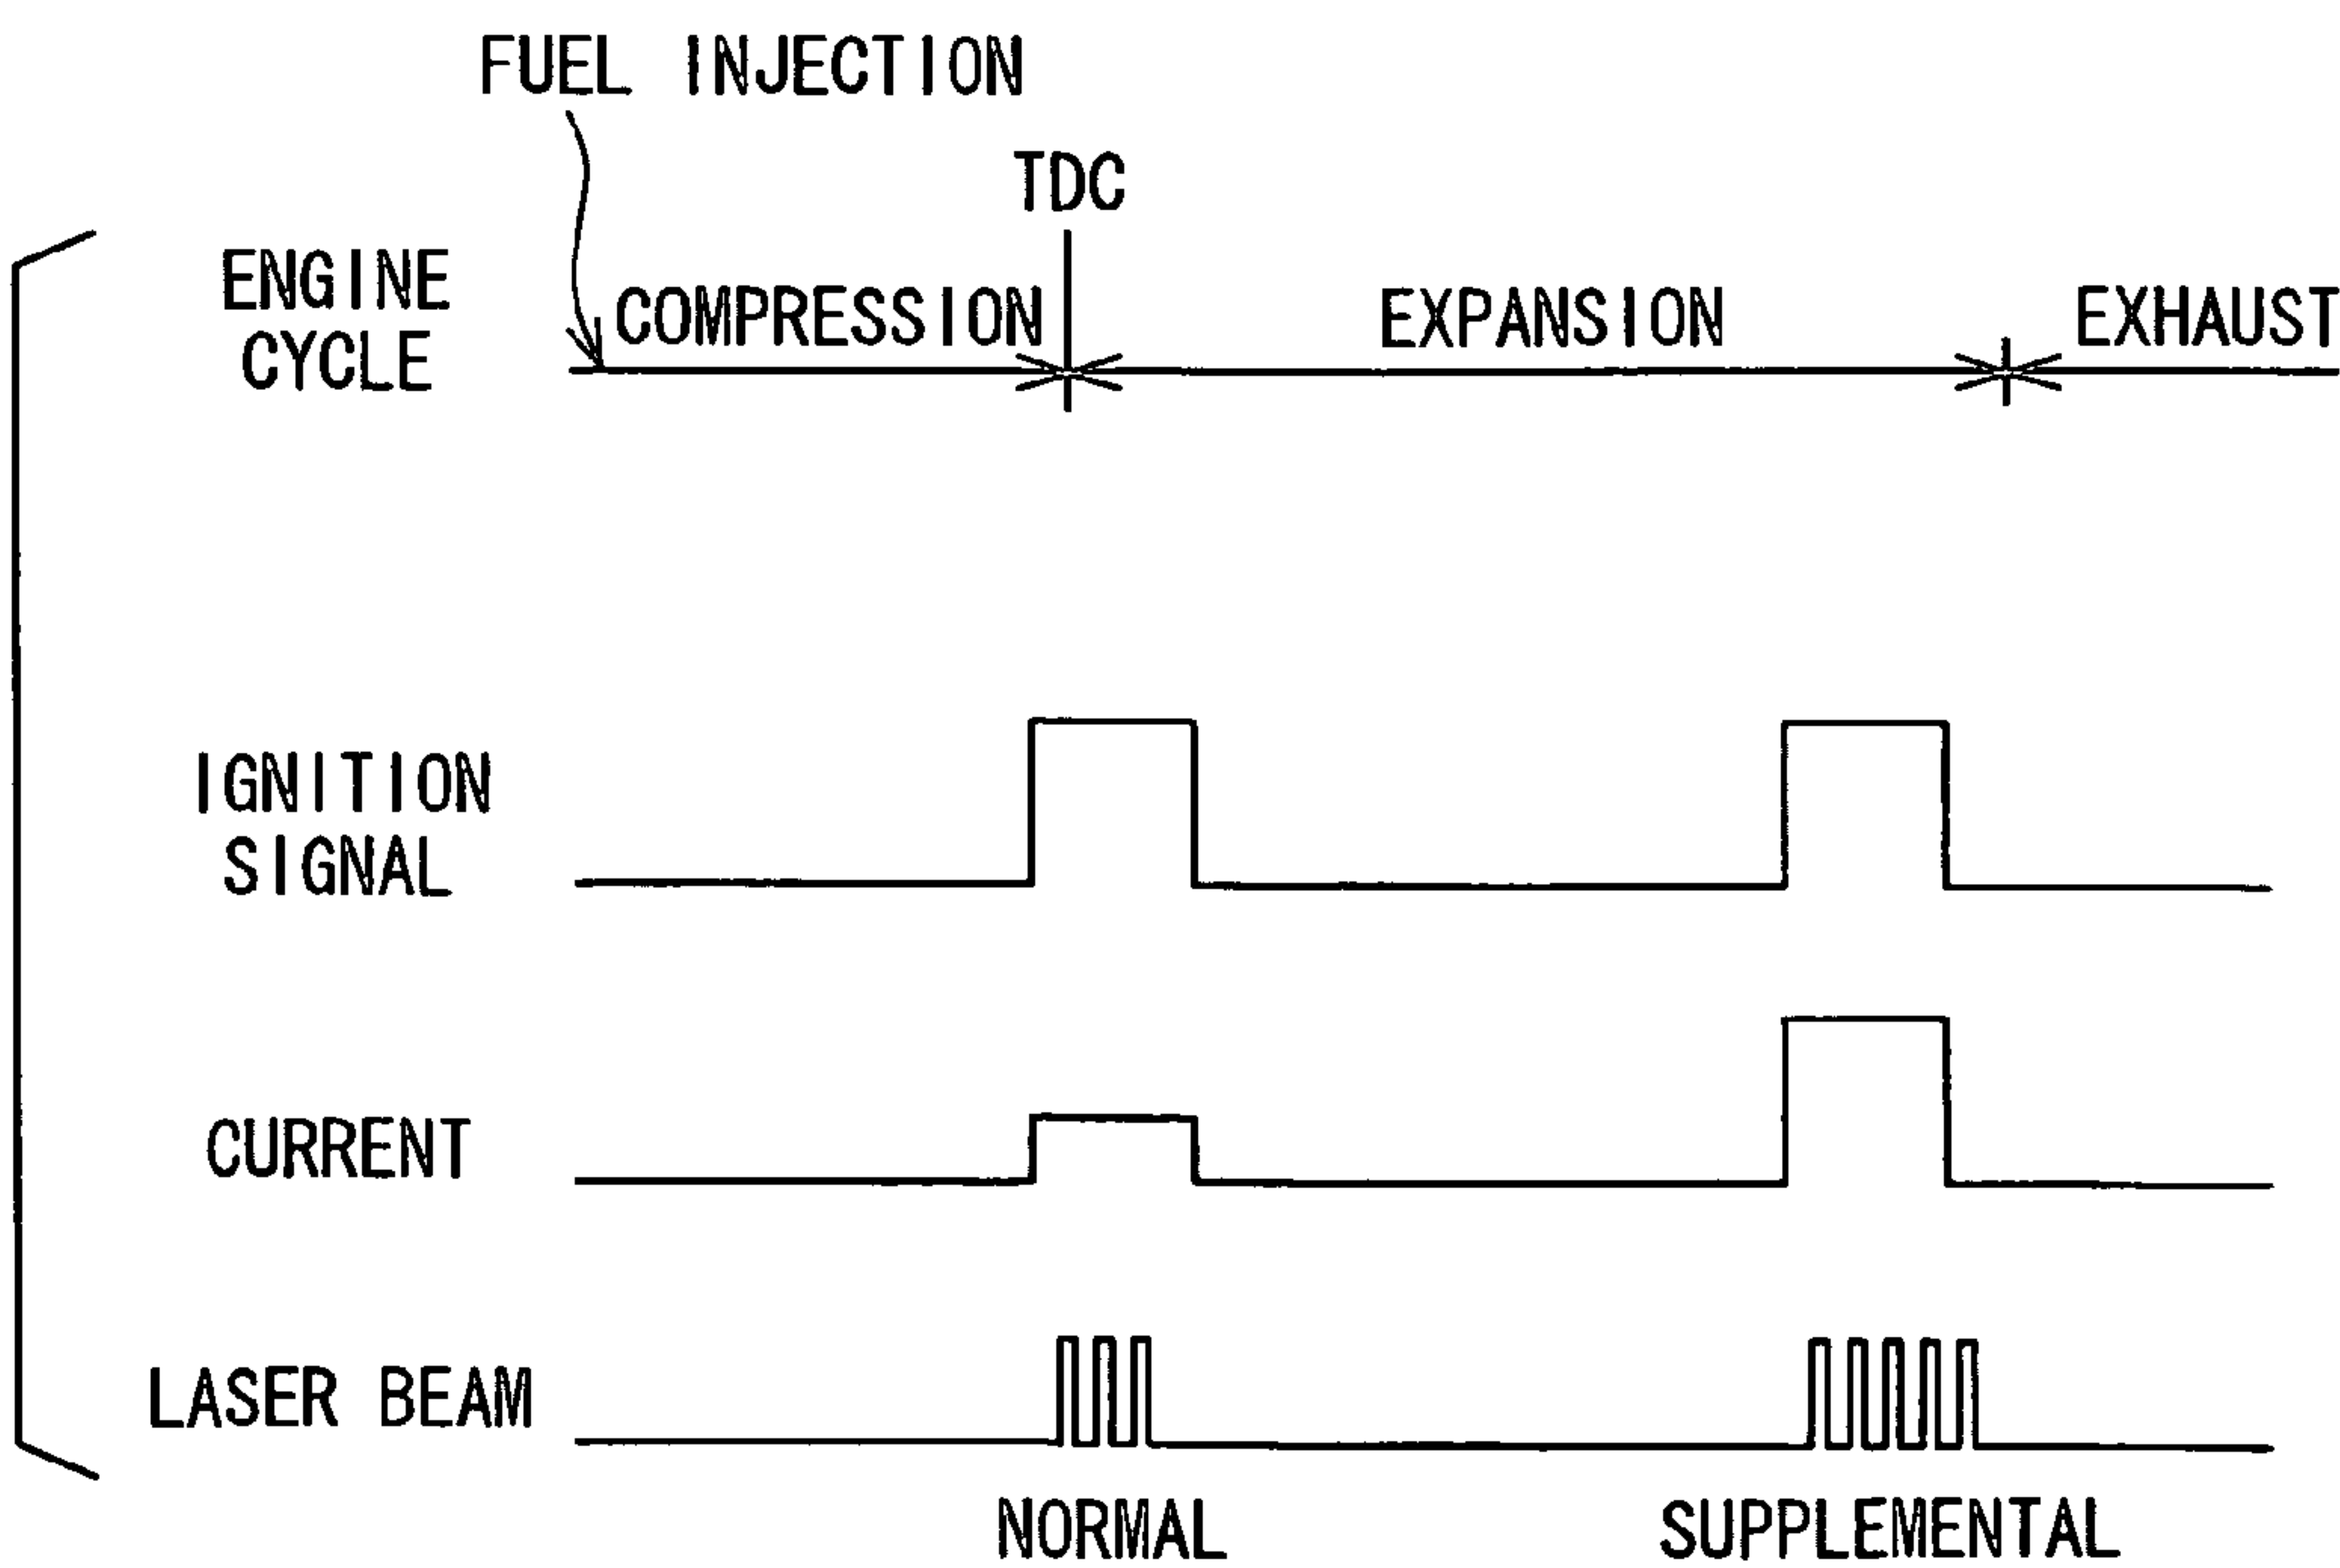 FUEL INJECTION
TDC
ENGINE
CYCLE
COMPRESSION
EXPANSION
EXHAUST
IGNITION
SIGNAL
CURRENT
LASER BEAM
NORMAL
SUPPLEMENTAL